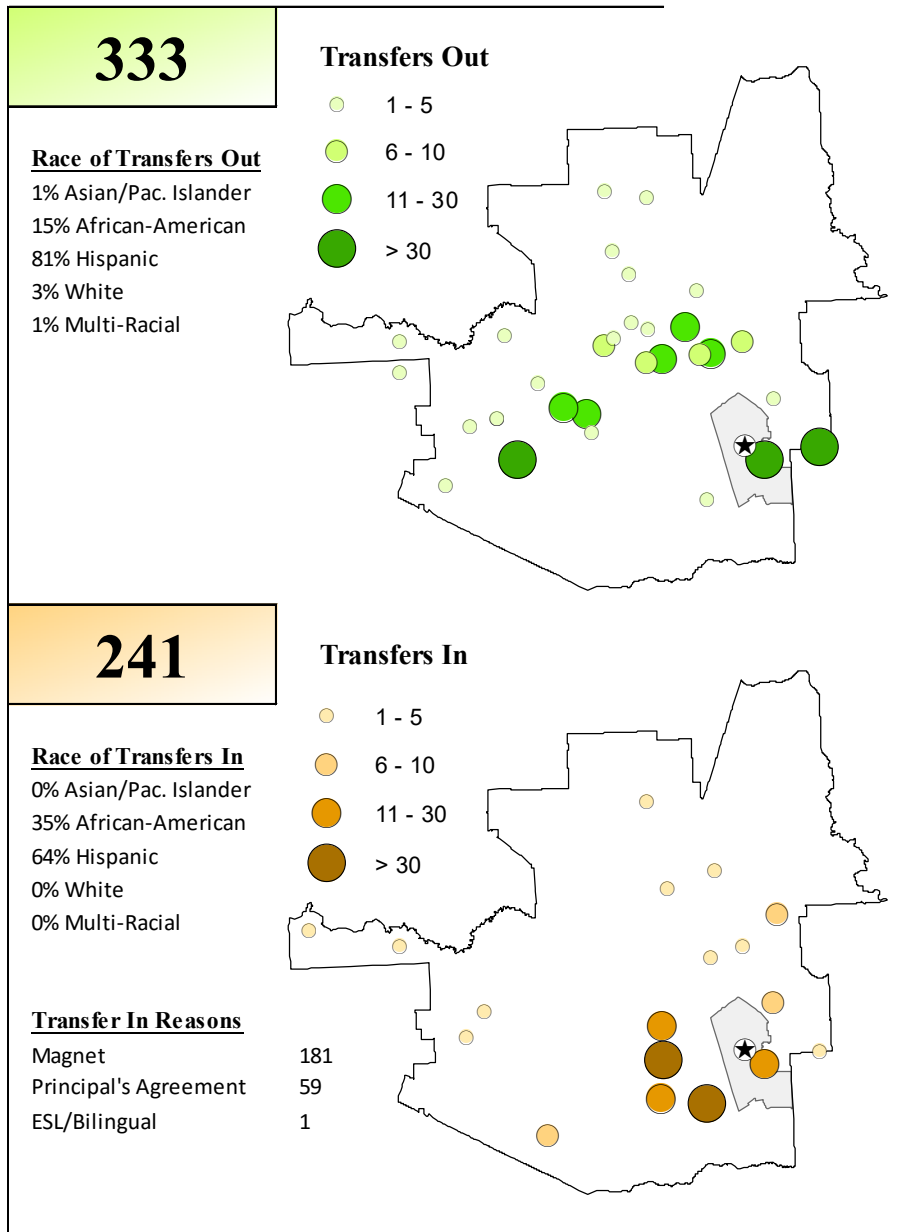 333
Race of Transfers Out
1% Asian/Pac. Islander
15% African-American
81% Hispanic
3% White
1% Multi-Racial
Transfers Out
1 - 5
6 - 10
11 - 30
> 30
241
Race of Transfers In
0% Asian/Pac. Islander
35% African-American
64% Hispanic
0% White
0% Multi-Racial
Transfer In Reasons
Magnet 181
Principal's Agreement 59
ESL/Bilingual 1
Transfers In
1 - 5
6 - 10
11 - 30
> 30